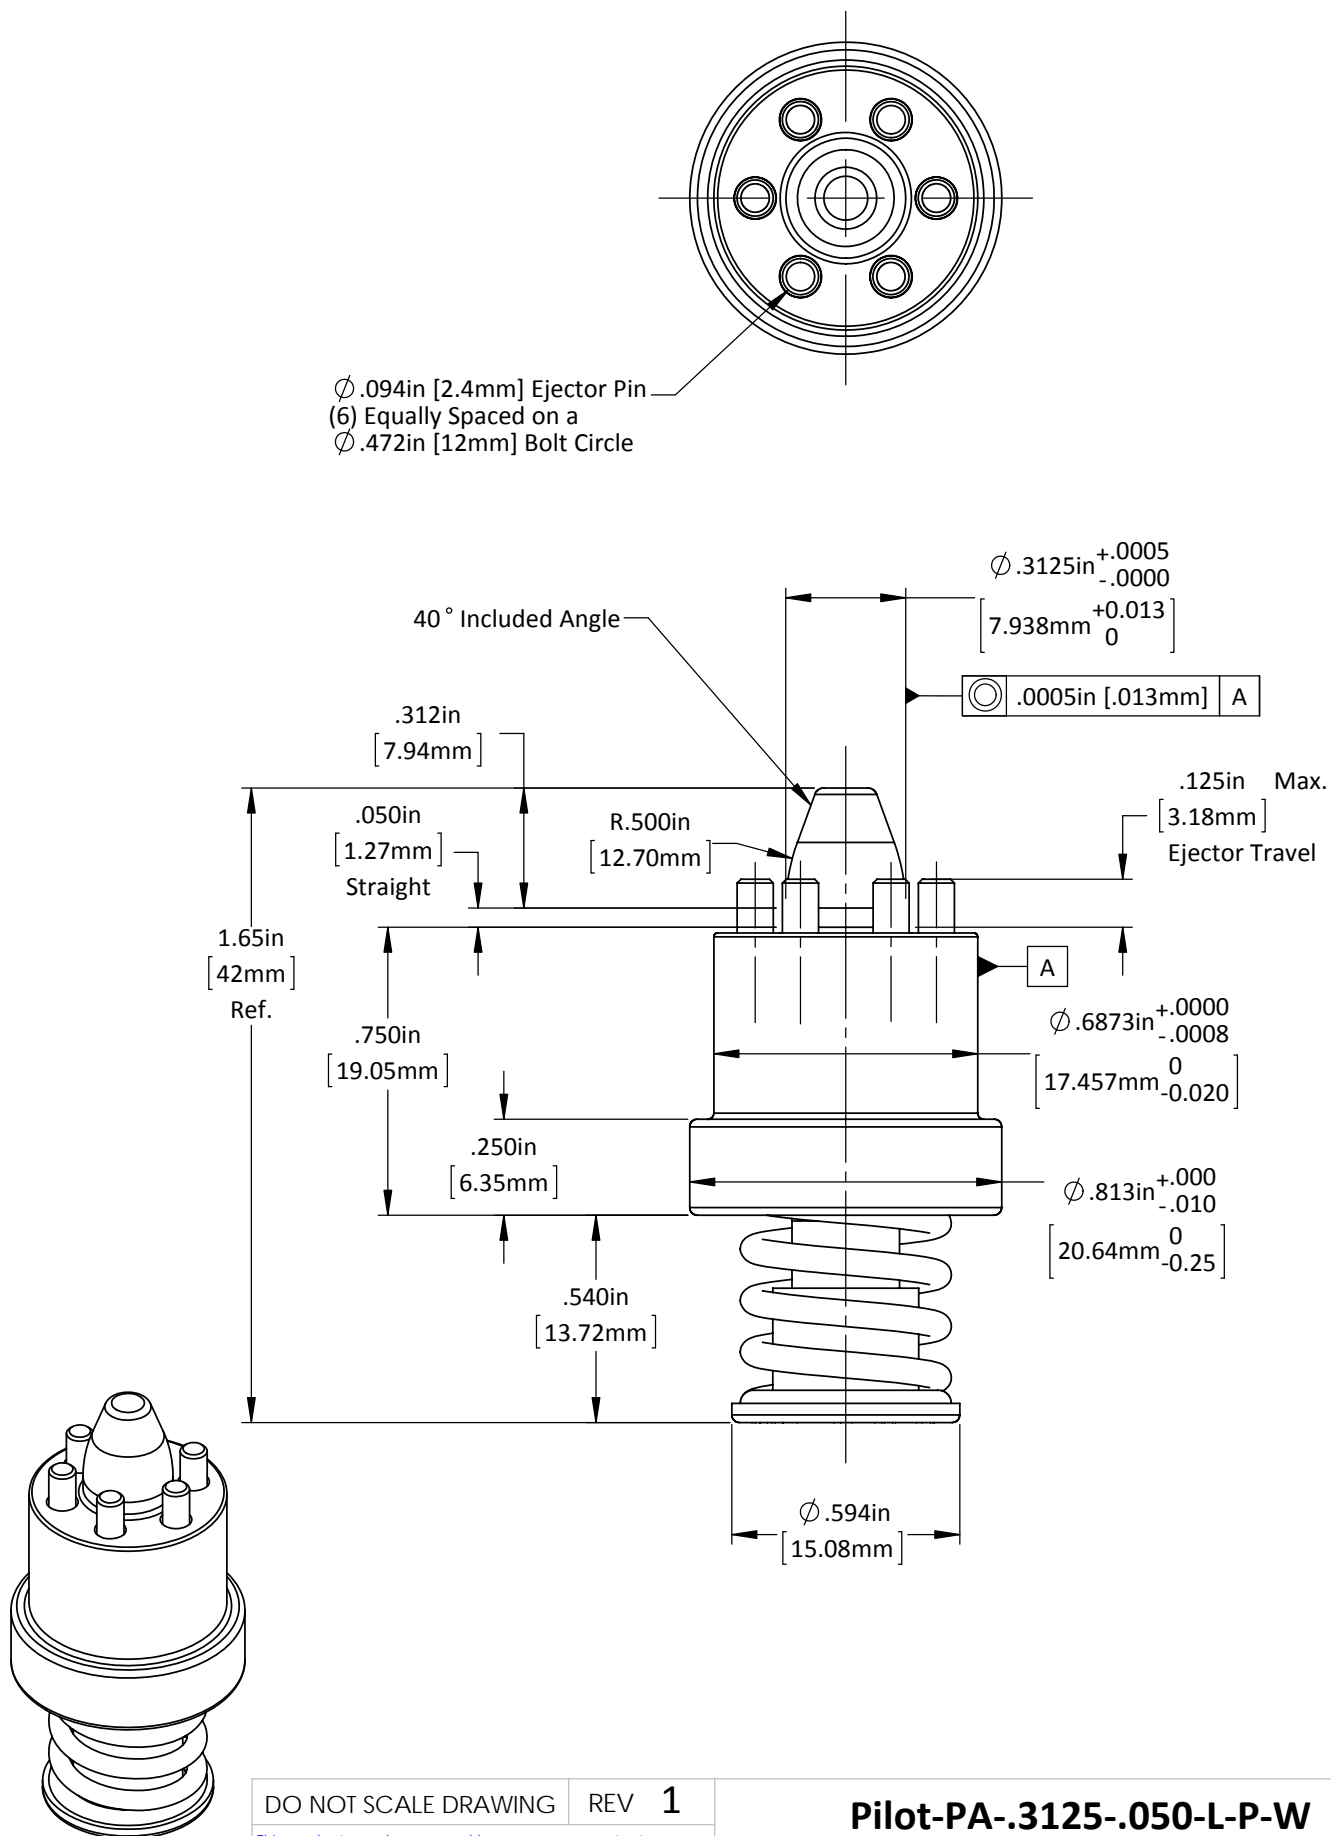 ∅.094in [2.4mm] Ejector Pin
(6) Equally Spaced on a
∅.472in [12mm] Bolt Circle
∅.3125in +.0005 -.0000
[7.938mm +0.013 0]
40° Included Angle
◎ .0005in [.013mm] A
.312in
[7.94mm]
.125in Max.
[3.18mm]
Ejector Travel
.050in
[1.27mm]
Straight
R.500in
[12.70mm]
1.65in
[42mm]
Ref.
A
.750in
[19.05mm]
∅.6873in +.0000 -.0008
[17.457mm 0 -0.020]
.250in
[6.35mm]
∅.813in +.000 -.010
[20.64mm 0 -0.25]
.540in
[13.72mm]
∅.594in
[15.08mm]
DO NOT SCALE DRAWING
REV 1
Pilot-PA-.3125-.050-L-P-W